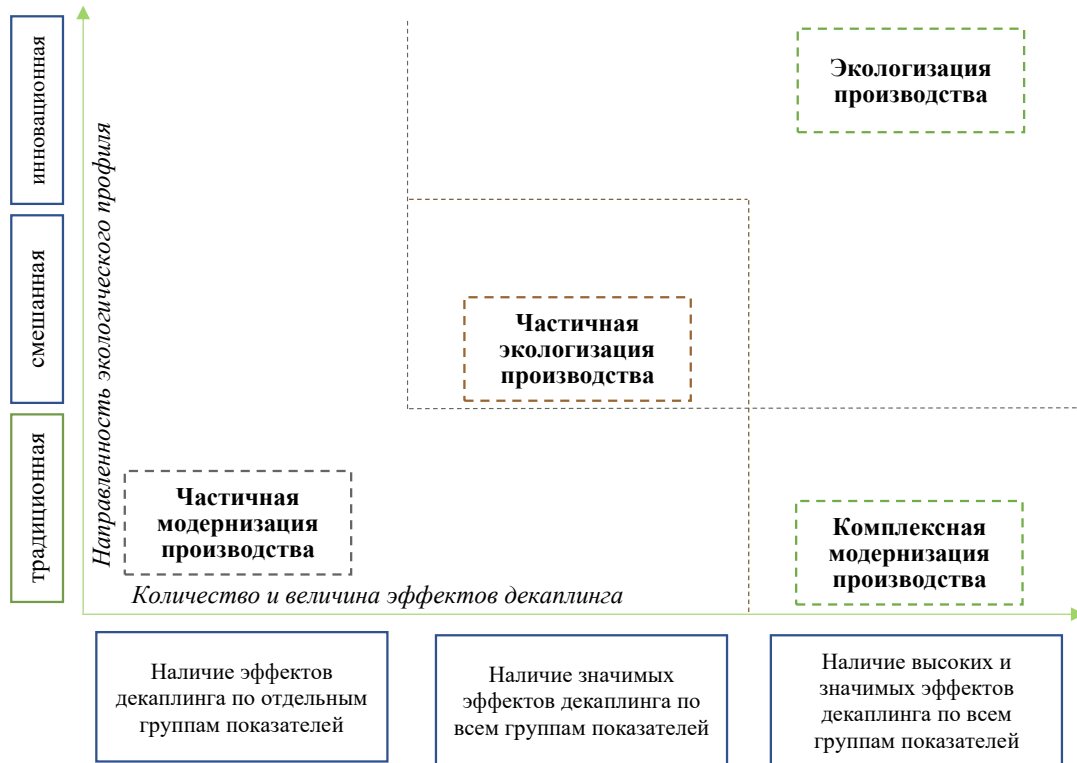 инновационная
смешанная
традиционная
Направленность экологического профиля
Экологизация
производства
Частичная
экологизация
производства
Частичная
модернизация
производства
Комплексная
модернизация
производства
Количество и величина эффектов декаплинга
Наличие эффектов
декаплинга по отдельным
группам показателей
Наличие значимых
эффектов декаплинга по
всем группам показателей
Наличие высоких и
значимых эффектов
декаплинга по всем
группам показателей